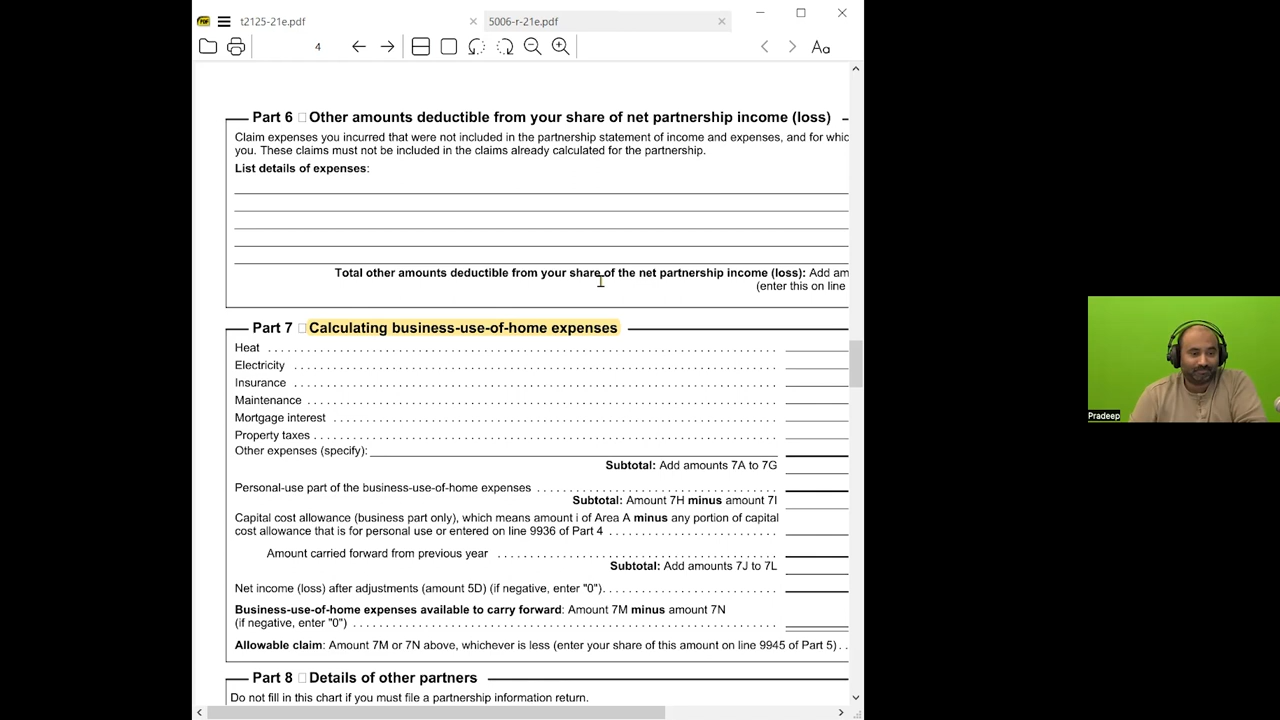 t2125-21e.pdf
5006-r-21e.pdf
4
Aa
Part 6 Other amounts deductible from your share of net partnership income (loss)
Claim expenses you incurred that were not included in the partnership statement of income and expenses, and for
you. These claims must not be included in the claims already calculated for the partnership.
List details of expenses:
Total other amounts deductible from your share of the net partnership income (loss): Add
(enter this on line
Part 7 Calculating business-use-of-home expenses
Heat
Electricity
Insurance
Maintenance
Mortgage interest
Property taxes
Other expenses (specify):
Subtotal: Add amounts 7A to 7G
Personal-use part of the business-use-of-home expenses
Subtotal: Amount 7H minus amount 7I
Capital cost allowance (business part only), which means amount i of Area A minus any portion of capital
cost allowance that is for personal use or entered on line 9936 of Part 4
Amount carried forward from previous year
Subtotal: Add amounts 7J to 7L
Net income (loss) after adjustments (amount 5D) (if negative, enter "0")
Business-use-of-home expenses available to carry forward: Amount 7M minus amount 7N
(if negative, enter "0")
Allowable claim: Amount 7M or 7N above, whichever is less (enter your share of this amount on line 9945 of Part 5)
Part 8 Details of other partners
Do not fill in this chart if you must file a partnership information return.
Pradeep